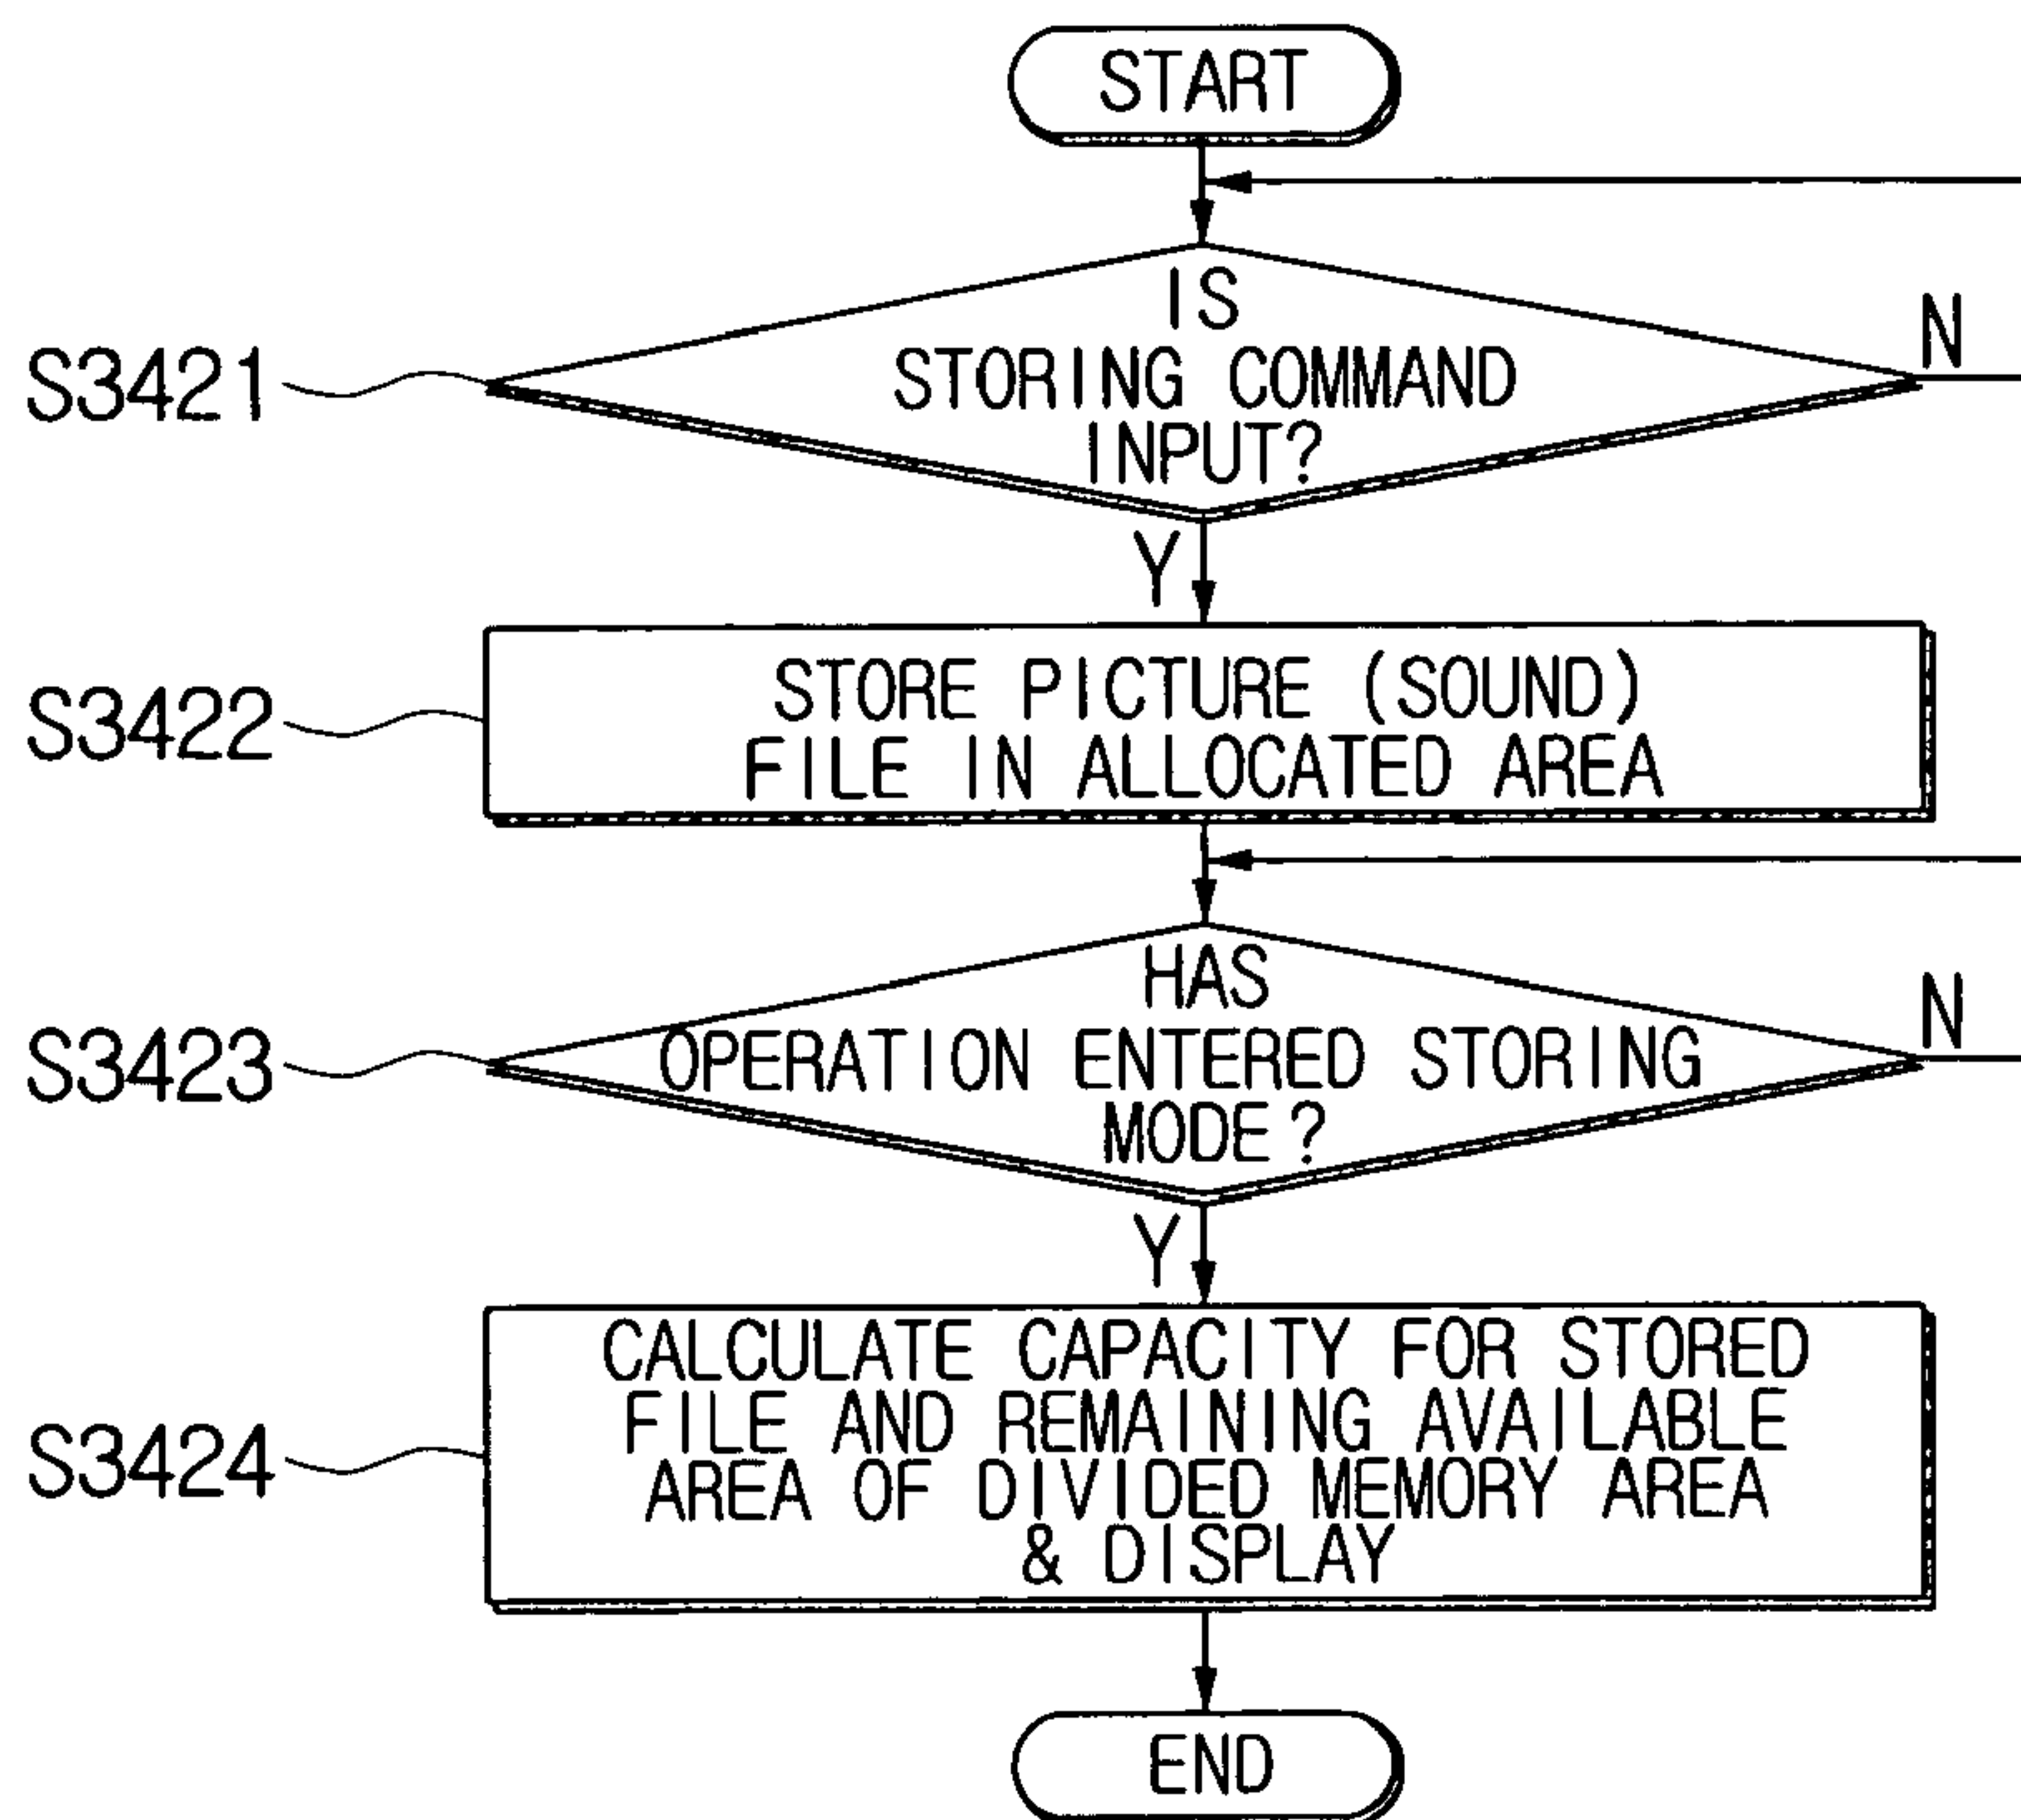 START
IS
STORING COMMAND
INPUT?
N
S3421
Y
STORE PICTURE (SOUND)
FILE IN ALLOCATED AREA
S3422
HAS
OPERATION ENTERED STORING
MODE?
N
S3423
Y
CALCULATE CAPACITY FOR STORED
FILE AND REMAINING AVAILABLE
AREA OF DIVIDED MEMORY AREA
& DISPLAY
S3424
END